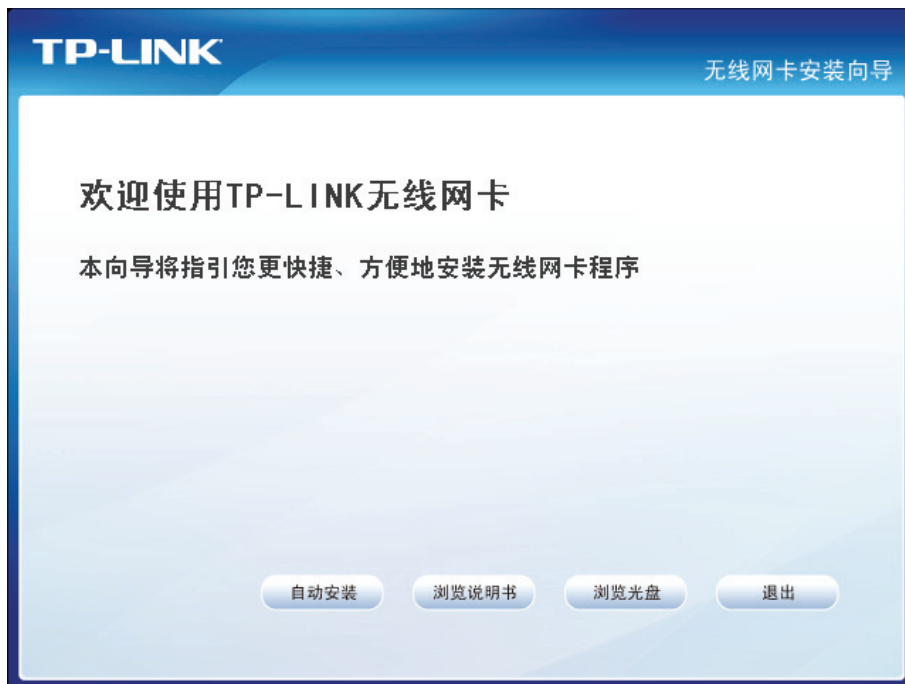 TP-LINK
无线网卡安装向导
欢迎使用TP-LINK无线网卡
本向导将指引您更快捷、方便地安装无线网卡程序
自动安装 浏览说明书 浏览光盘 退出